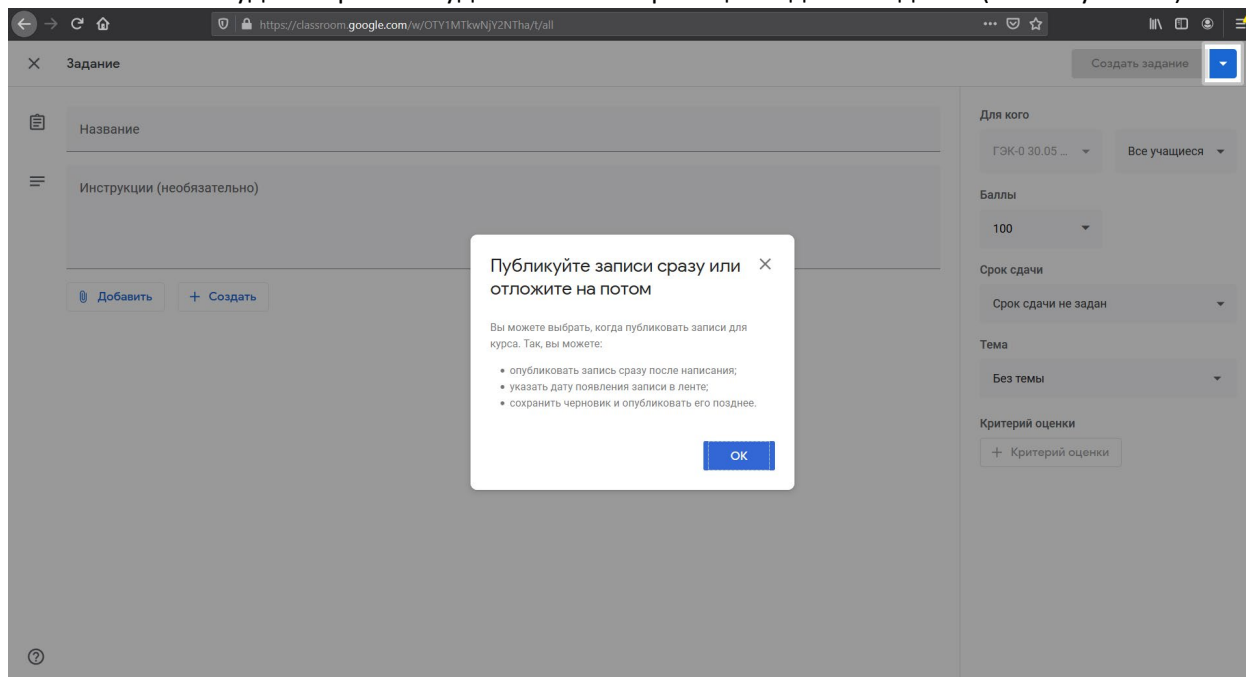 https://classroom.google.com/w/OTY1MTkwNjY2NTha/t/all
Задание
Создать задание
Название
Инструкции (необязательно)
Добавить
+ Создать
Для кого
ГЭК-0 30.05 ...
Все учащиеся
Баллы
100
Срок сдачи
Срок сдачи не задан
Тема
Без темы
Критерий оценки
+ Критерий оценки
Публикуйте записи сразу или
отложите на потом
Вы можете выбрать, когда публиковать записи для
курса. Так, вы можете:
• опубликовать запись сразу после написания;
• указать дату появления записи в ленте;
• сохранить черновик и опубликовать его позднее.
ОК